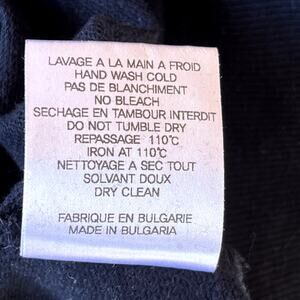 LAVAGE A LA MAIN A FROID
HAND WASH COLD
PAS DE BLANCHIMENT
NO BLEACH
SECHAGE EN TAMBOUR INTERDIT
DO NOT TUMBLE DRY
REPASSAGE 110℃
IRON AT 110℃
NETTOYAGE A SEC TOUT
SOLVANT DOUX
DRY CLEAN
FABRIQUE EN BULGARIE
MADE IN BULGARIA